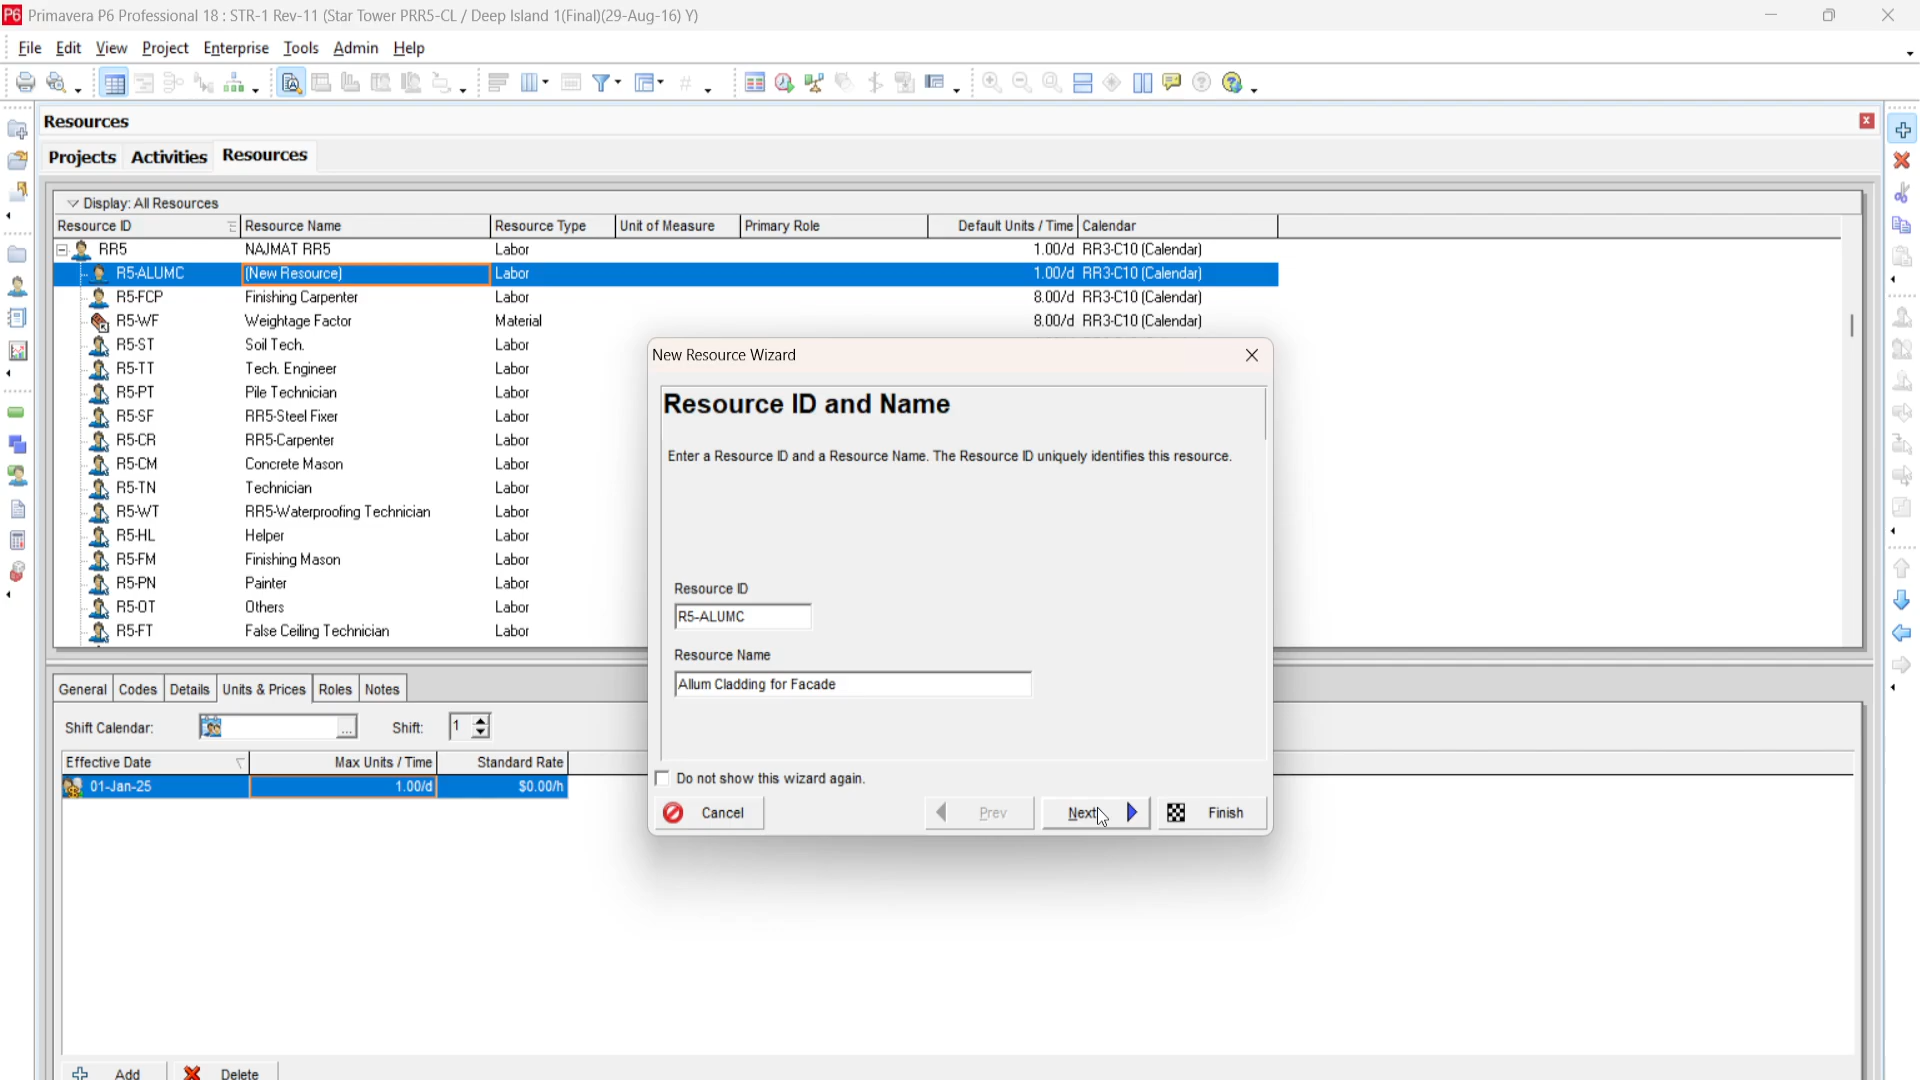 P6 Primavera P6 Professional 18 : STR-1 Rev-11 (Star Tower PRR5-CL / Deep Island 1(Final)(29-Aug-16) Y)
File Edit View Project Enterprise Tools Admin Help
Resources
Projects Activities Resources
Display: All Resources
Resource ID Resource Name Resource Type Unit of Measure Primary Role Default Units / Time Calendar
RR5 NAJMAT RR5 Labor 1.00/d RR3-C10 (Calendar)
R5-ALUMC (New Resource) Labor 1.00/d RR3-C10 (Calendar)
R5-FCP Finishing Carpenter Labor 8.00/d RR3-C10 (Calendar)
R5-WF Weightage Factor Material 8.00/d RR3-C10 (Calendar)
R5-ST Soil Tech. Labor
R5-TT Tech. Engineer Labor
R5-PT Pile Technician Labor
R5-SF RR5-Steel Fixer Labor
R5-CR RR5-Carpenter Labor
R5-CM Concrete Mason Labor
R5-TN Technician Labor
R5-WT RR5-Waterproofing Technician Labor
R5-HL Helper Labor
R5-FM Finishing Mason Labor
R5-PN Painter Labor
R5-OT Others Labor
R5-FT False Ceiling Technician Labor
New Resource Wizard
Resource ID and Name
Enter a Resource ID and a Resource Name. The Resource ID uniquely identifies this resource.
Resource ID
R5-ALUMC
Resource Name
Allum Cladding for Facade
Do not show this wizard again.
Cancel Prev Next Finish
General Codes Details Units & Prices Roles Notes
Shift Calendar: ... Shift: 1
Effective Date Max Units / Time Standard Rate
01-Jan-25 1.00/d $0.00/h
Add Delete